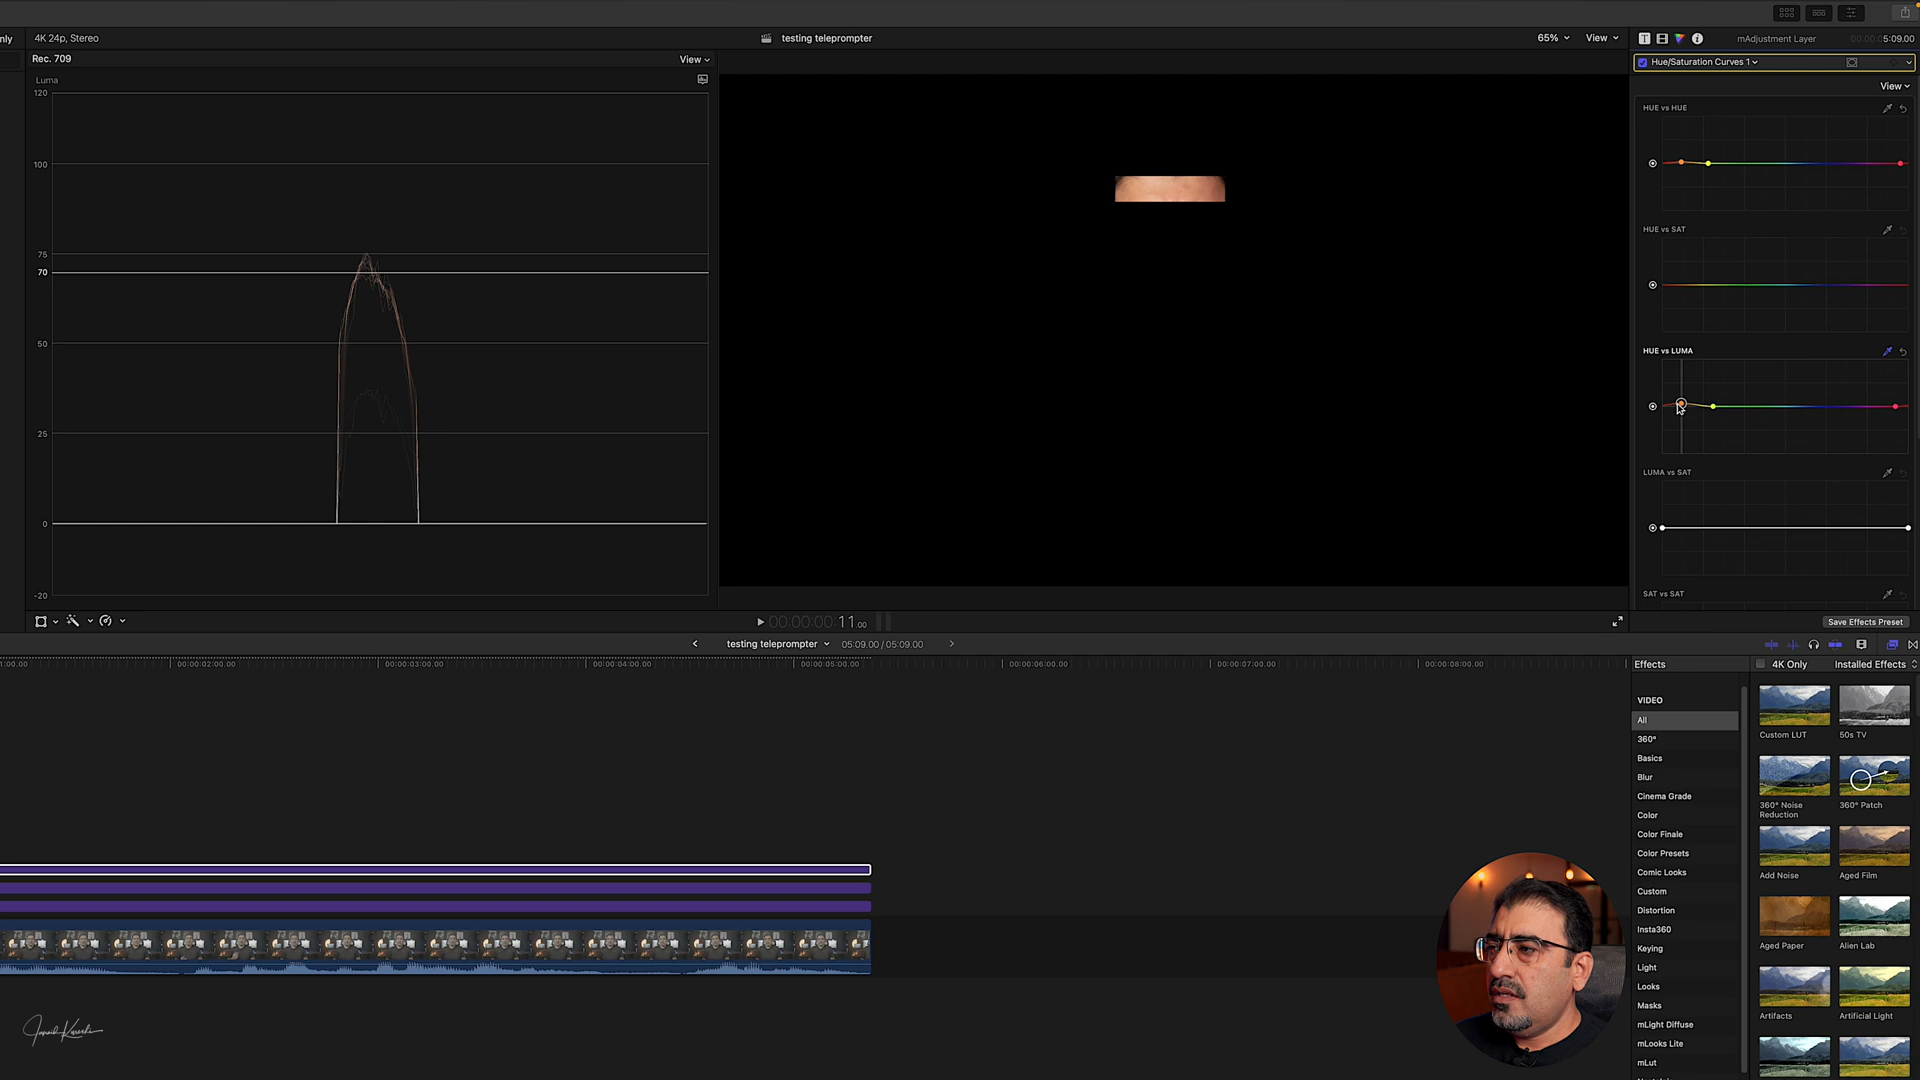 nly
4K 24p, Stereo
testing teleprompter
65%
View
mAdjustment Layer
00:00:05:09.00
Rec. 709
View
Hue/Saturation Curves 1
Luma
View
120
100
75
70
50
25
0
-20
HUE vs HUE
HUE vs SAT
HUE vs LUMA
LUMA vs SAT
SAT vs SAT
00:00:00:11.00
Save Effects Preset
testing teleprompter
05:09.00 / 05:09.00
1:00.00
00:00:02:00.00
00:00:03:00.00
00:00:04:00.00
00:00:05:00.00
00:00:06:00.00
00:00:07:00.00
00:00:08:00.00
Effects
4K Only
Installed Effects
VIDEO
All
360°
Basics
Blur
Cinema Grade
Color
Color Finale
Color Presets
Comic Looks
Custom
Distortion
Insta360
Keying
Light
Looks
Masks
mLight Diffuse
mLooks Lite
mLut
Custom LUT
50s TV
360° Noise
Reduction
360° Patch
Add Noise
Aged Film
Aged Paper
Alien Lab
Artifacts
Artificial Light